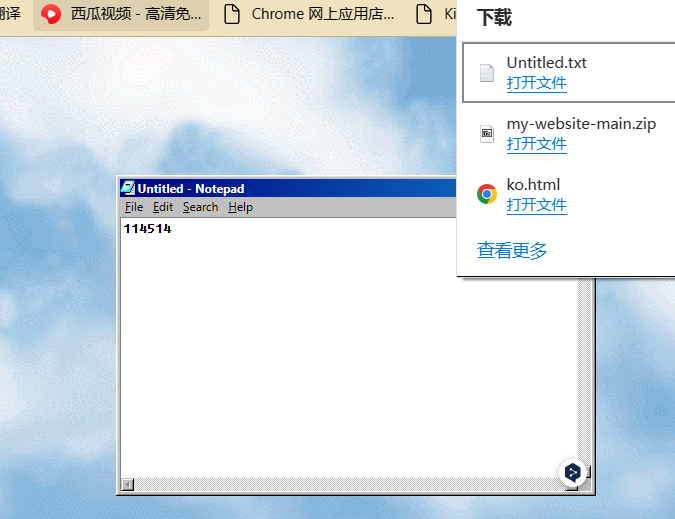 翻译 西瓜视频 - 高清免... Chrome 网上应用店... Ki
下载
Untitled.txt
打开文件
my-website-main.zip
打开文件
ko.html
打开文件
查看更多
Untitled - Notepad
File Edit Search Help
114514